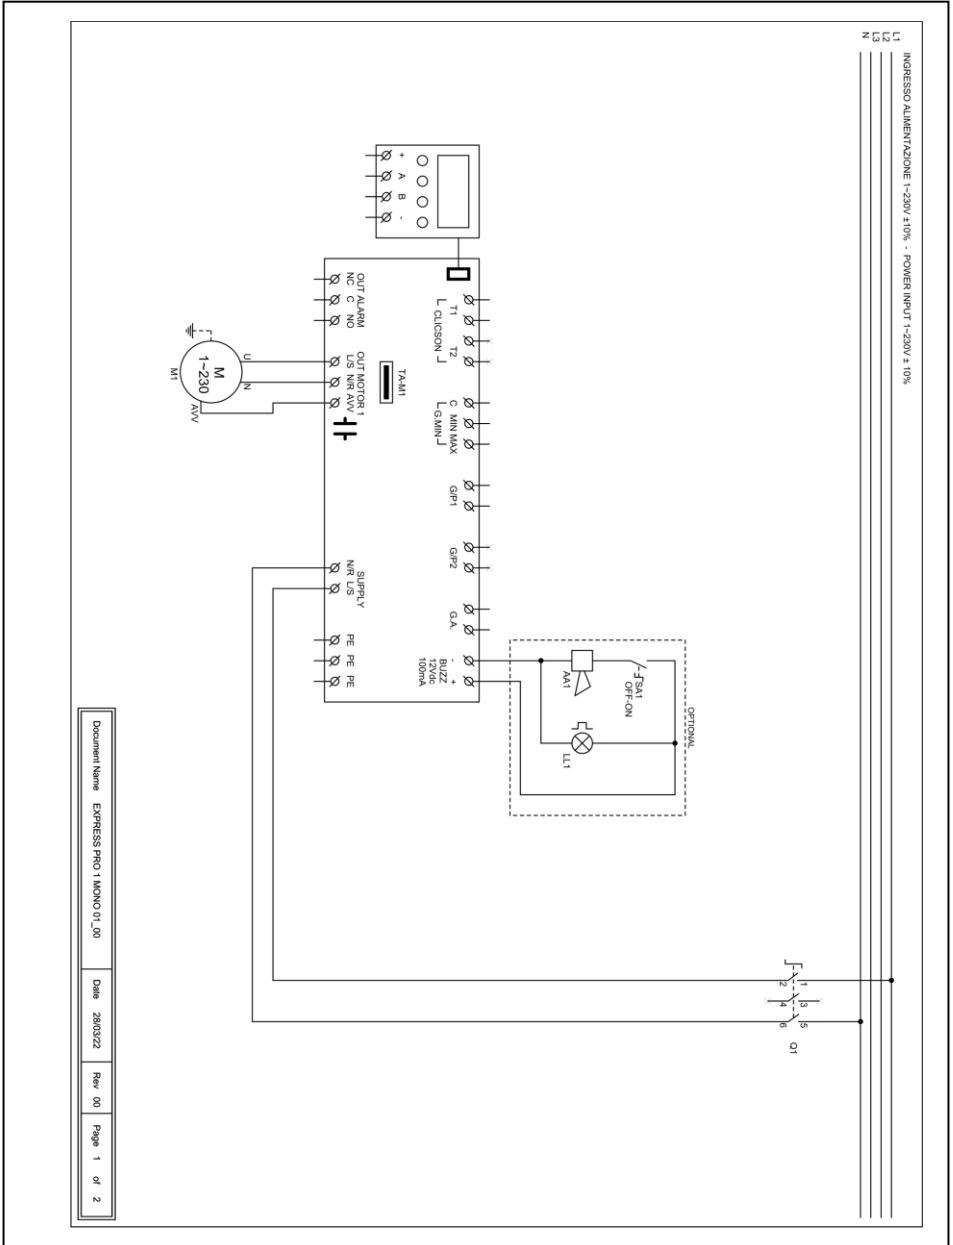 L1
L2
L3
N
INGRESSO ALIMENTAZIONE 1~230V ±10% - POWER INPUT 1~230V ± 10%
+ A B -
T1
T2
CLICSON
C MIN MAX
G.MIN
G/P1
G/P2
G.A.
- +
BUZZ
12Vdc
100mA
OUT ALARM
NC C NO
TA-M1
OUT MOTOR 1
L/S N/R AVV
SUPPLY
N/R L/S
PE PE PE
U
N
AVV
M
1~230
M1
OPTIONAL
SA1
OFF-ON
AA1
LL1
1 3 5
2 4 6
Q1
Document Name EXPRESS PRO 1 MONO 01_00
Date 28/03/22
Rev 00
Page 1 of 2